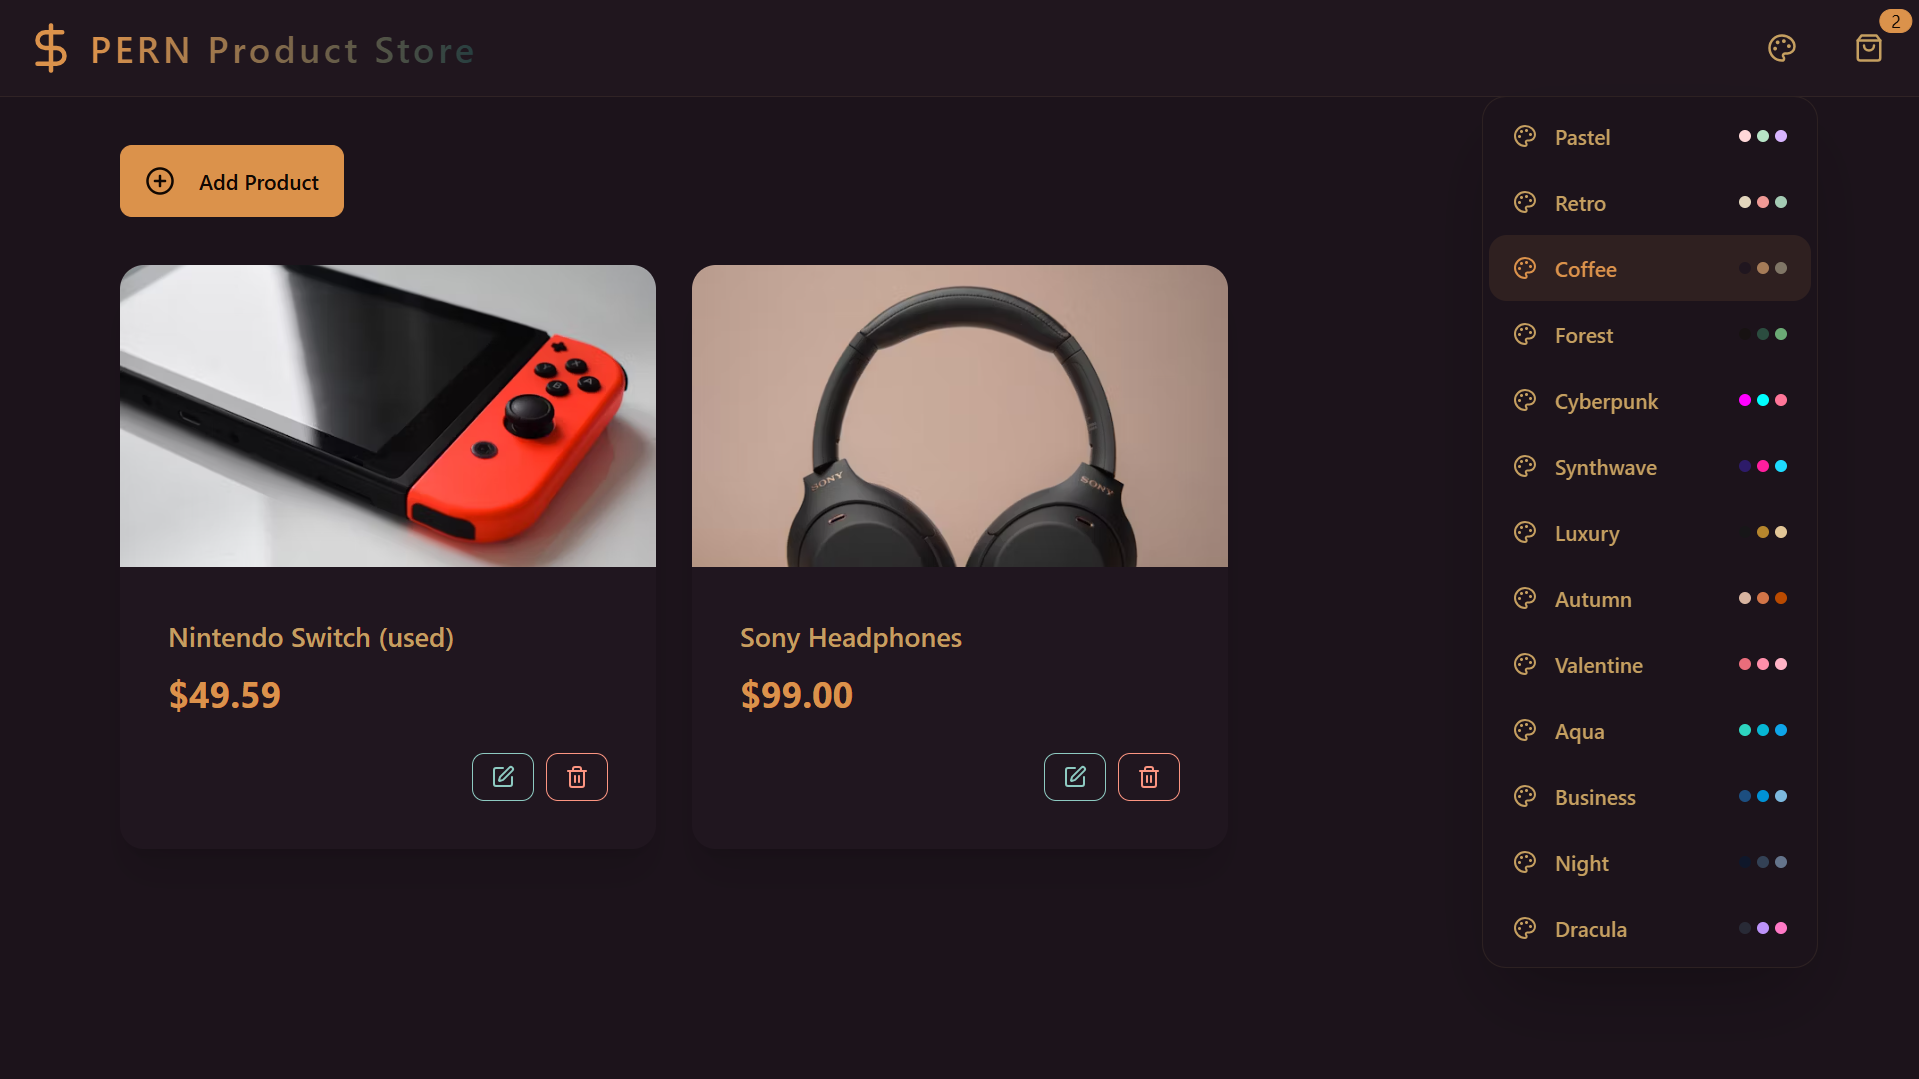 PERN Product Store
2
Add Product
Pastel
Retro
Coffee
Forest
Cyberpunk
Synthwave
Luxury
Autumn
Valentine
Aqua
Business
Night
Dracula
SONY
SONY
Nintendo Switch (used)
$49.59
Sony Headphones
$99.00